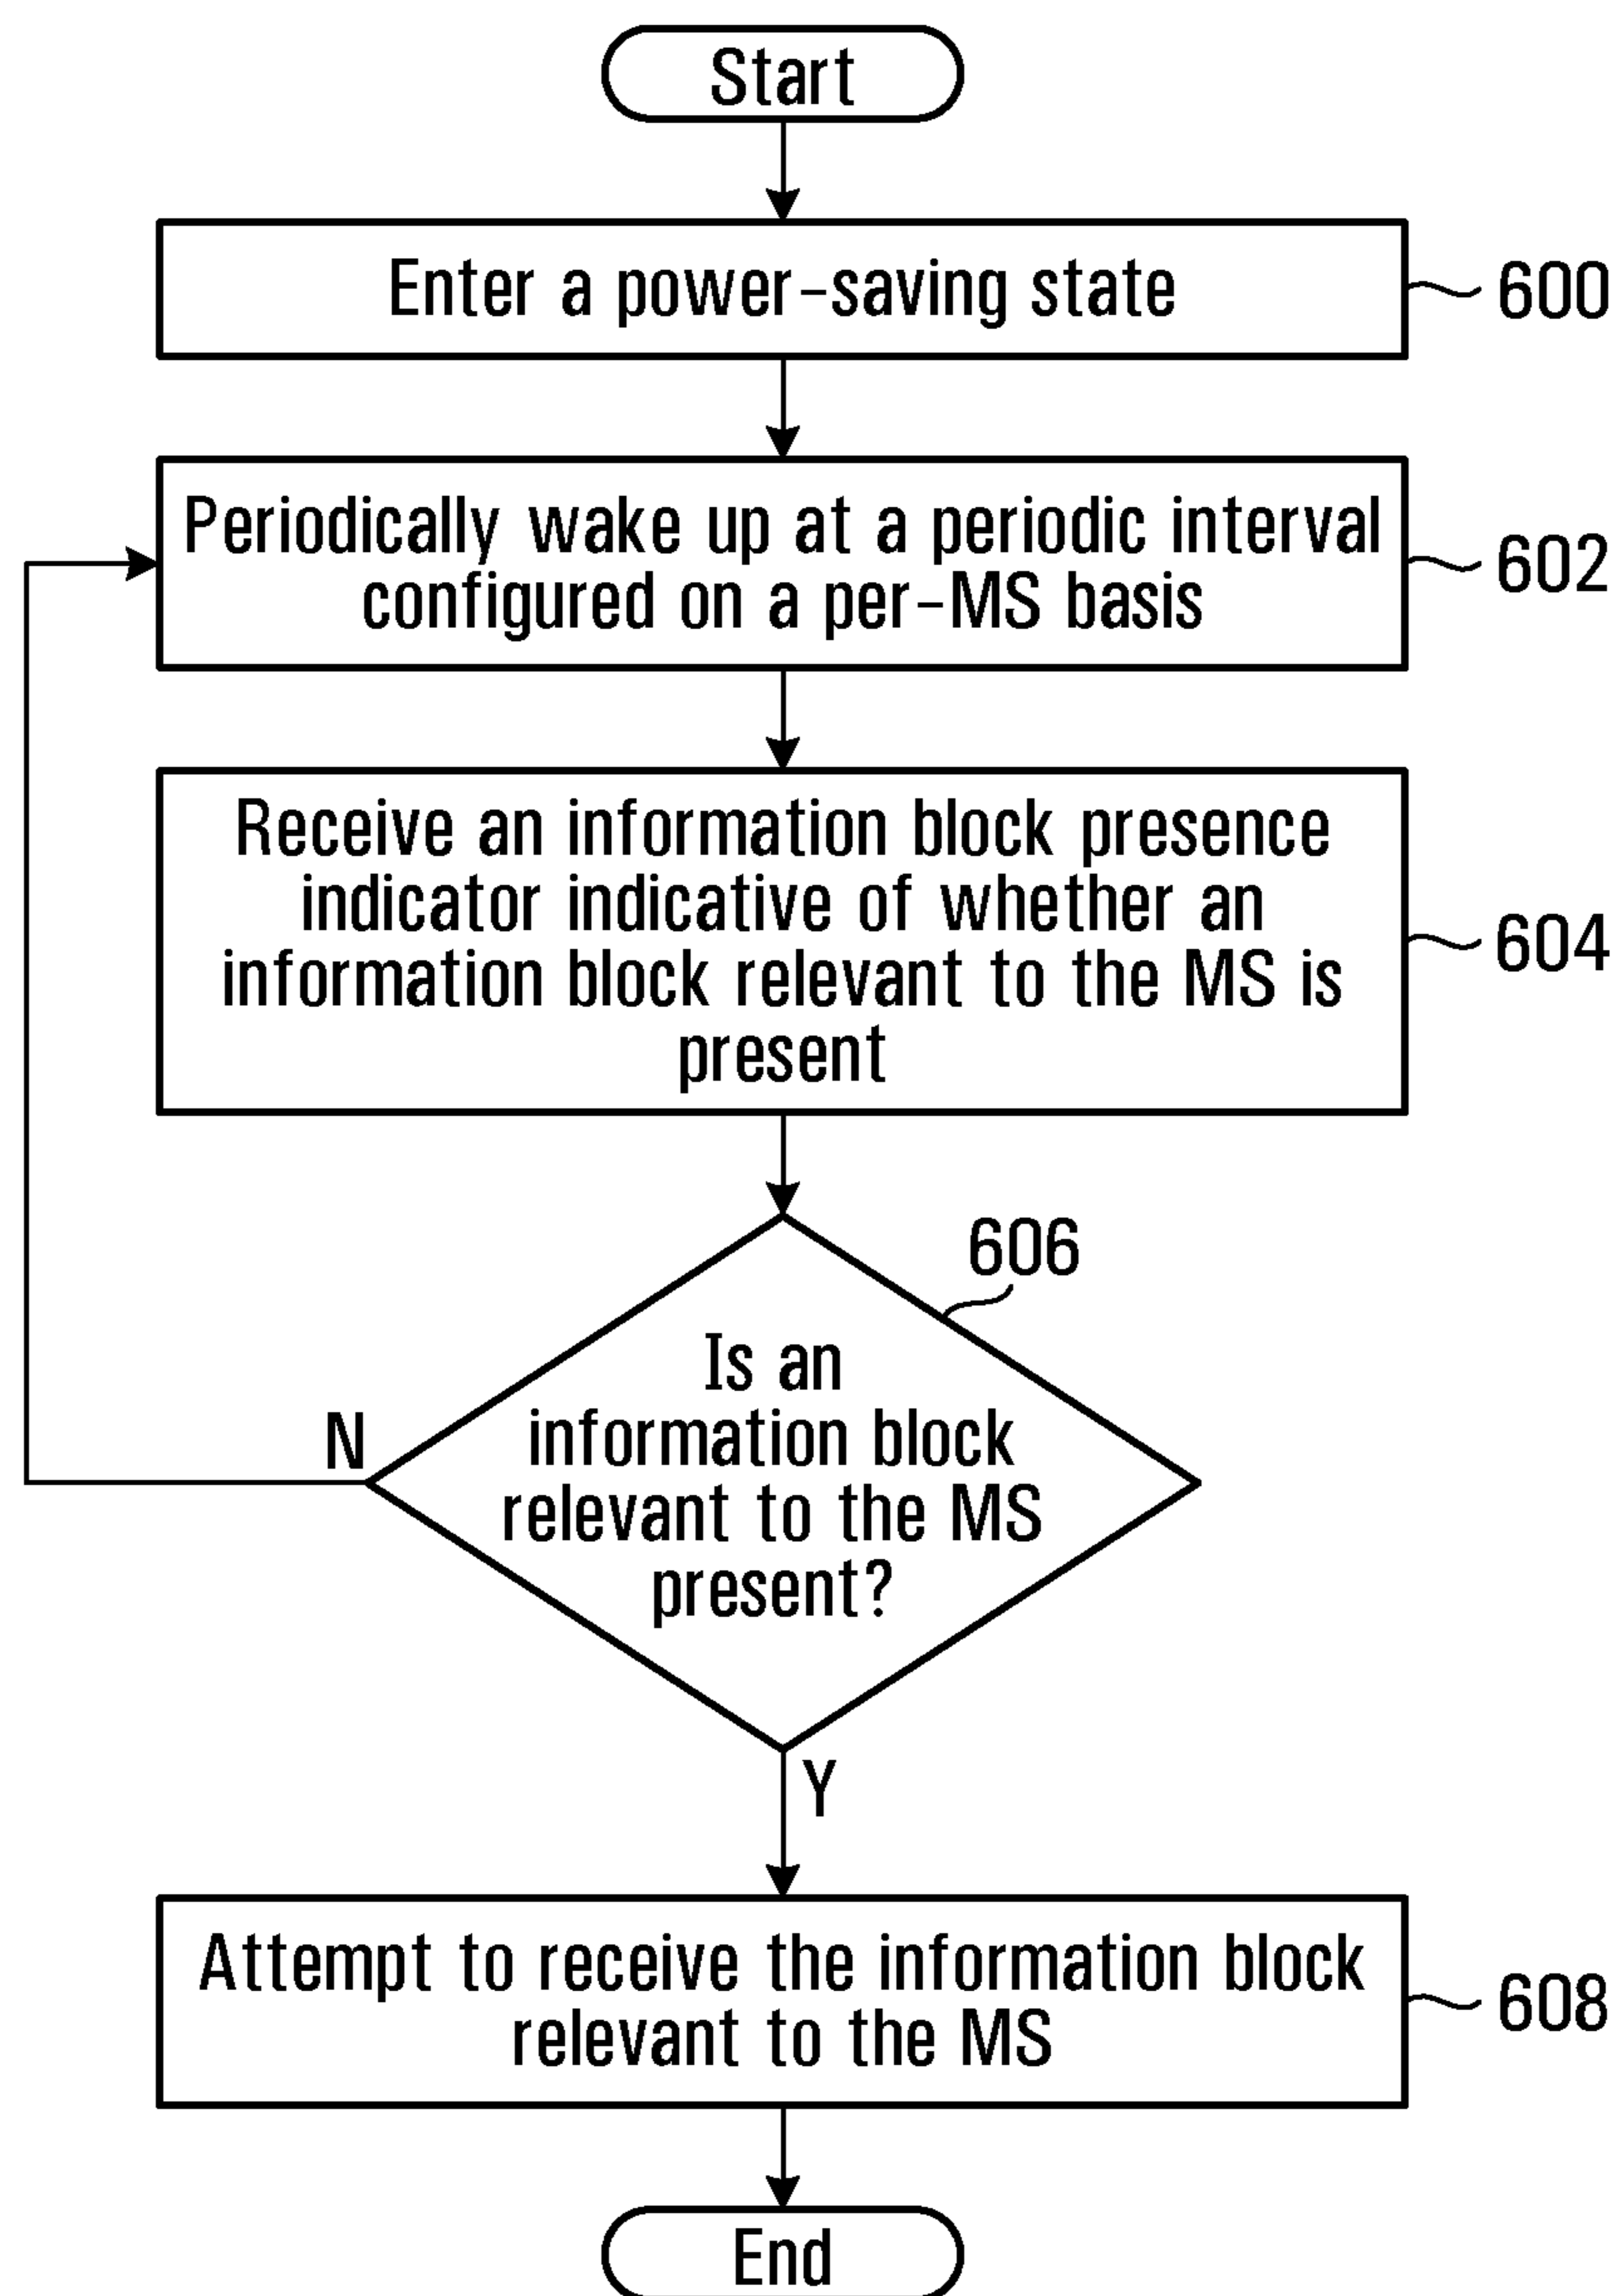 Start
Enter a power-saving state
600
Periodically wake up at a periodic interval
configured on a per-MS basis
602
Receive an information block presence
indicator indicative of whether an
information block relevant to the MS is
present
604
606
Is an
information block
relevant to the MS
present?
N
Y
Attempt to receive the information block
relevant to the MS
608
End